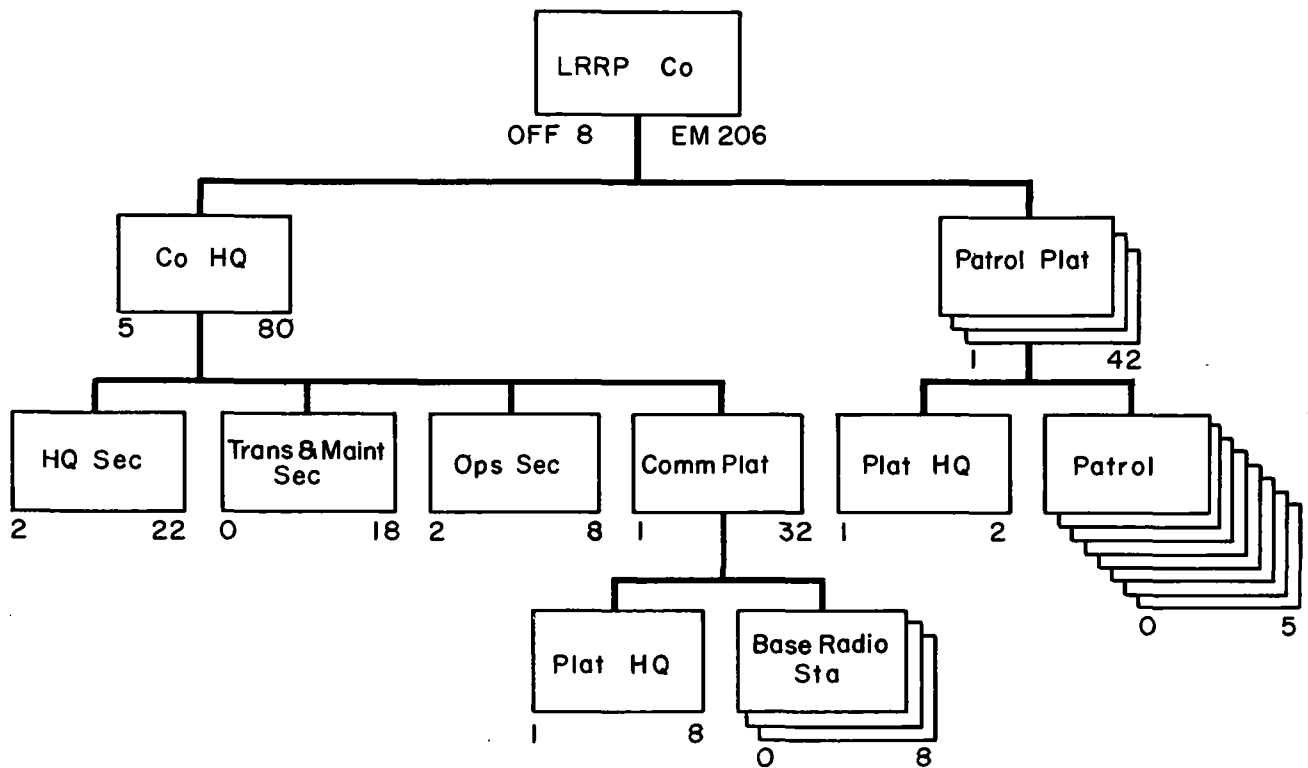 LRRP Co
OFF 8 EM 206
Co HQ
5 80
Patrol Plat
1 42
HQ Sec
2 22
Trans & Maint
Sec
0 18
Ops Sec
2 8
Comm Plat
1 32
Plat HQ
1 2
Patrol
0 5
Plat HQ
1 8
Base Radio
Sta
0 8